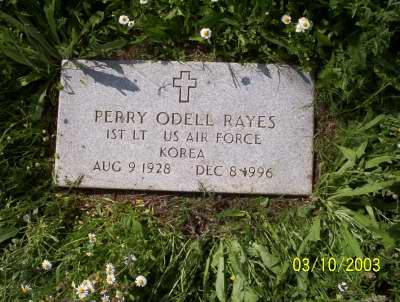 PERRY ODELL RAYES
1ST LT US AIR FORCE
KOREA
AUG 9 1928 DEC 8 1996
03/10/2003